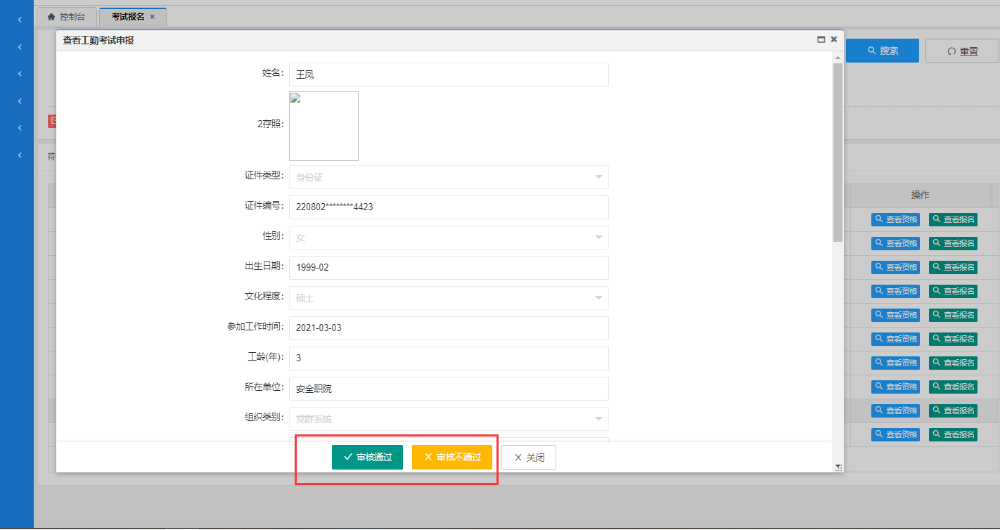 控制台 考试报名
查看工勤考试申报
搜索 重置
姓名: 王凤
2存照:
证件类型: 身份证
证件编号: 220802********4423
性别: 女
出生日期: 1999-02
文化程度: 硕士
参加工作时间: 2021-03-03
工龄(年): 3
所在单位: 安全职院
组织类别: 党群系统
审核通过 审核不通过 关闭
符
操作
查看资格 查看报名
查看资格 查看报名
查看资格 查看报名
查看资格 查看报名
查看资格 查看报名
查看资格 查看报名
查看资格 查看报名
查看资格 查看报名
查看资格 查看报名
查看资格 查看报名